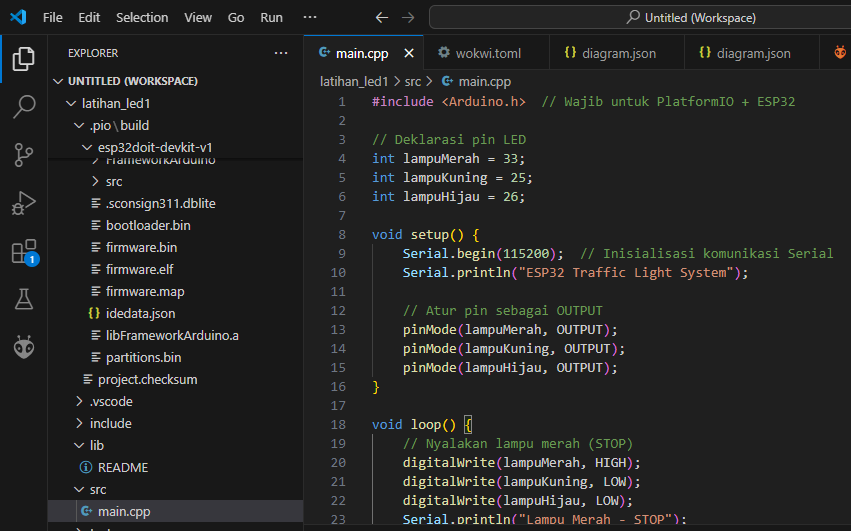 File Edit Selection View Go Run ··· Untitled (Workspace)
EXPLORER ···
UNTITLED (WORKSPACE)
latihan_led1
.pio \ build
esp32doit-devkit-v1
FrameworkArduino
src
.sconsign311.dblite
bootloader.bin
firmware.bin
firmware.elf
firmware.map
{} idedata.json
libFrameworkArduino.a
partitions.bin
project.checksum
.vscode
include
lib
README
src
main.cpp
1
main.cpp wokwi.toml {} diagram.json {} diagram.json
latihan_led1 > src > main.cpp
1 #include <Arduino.h>  // Wajib untuk PlatformIO + ESP32
2
3 // Deklarasi pin LED
4 int lampuMerah = 33;
5 int lampuKuning = 25;
6 int lampuHijau = 26;
7
8 void setup() {
9     Serial.begin(115200);  // Inisialisasi komunikasi Serial
10     Serial.println("ESP32 Traffic Light System");
11
12     // Atur pin sebagai OUTPUT
13     pinMode(lampuMerah, OUTPUT);
14     pinMode(lampuKuning, OUTPUT);
15     pinMode(lampuHijau, OUTPUT);
16 }
17
18 void loop() {
19     // Nyalakan lampu merah (STOP)
20     digitalWrite(lampuMerah, HIGH);
21     digitalWrite(lampuKuning, LOW);
22     digitalWrite(lampuHijau, LOW);
23     Serial.println("Lampu Merah - STOP");